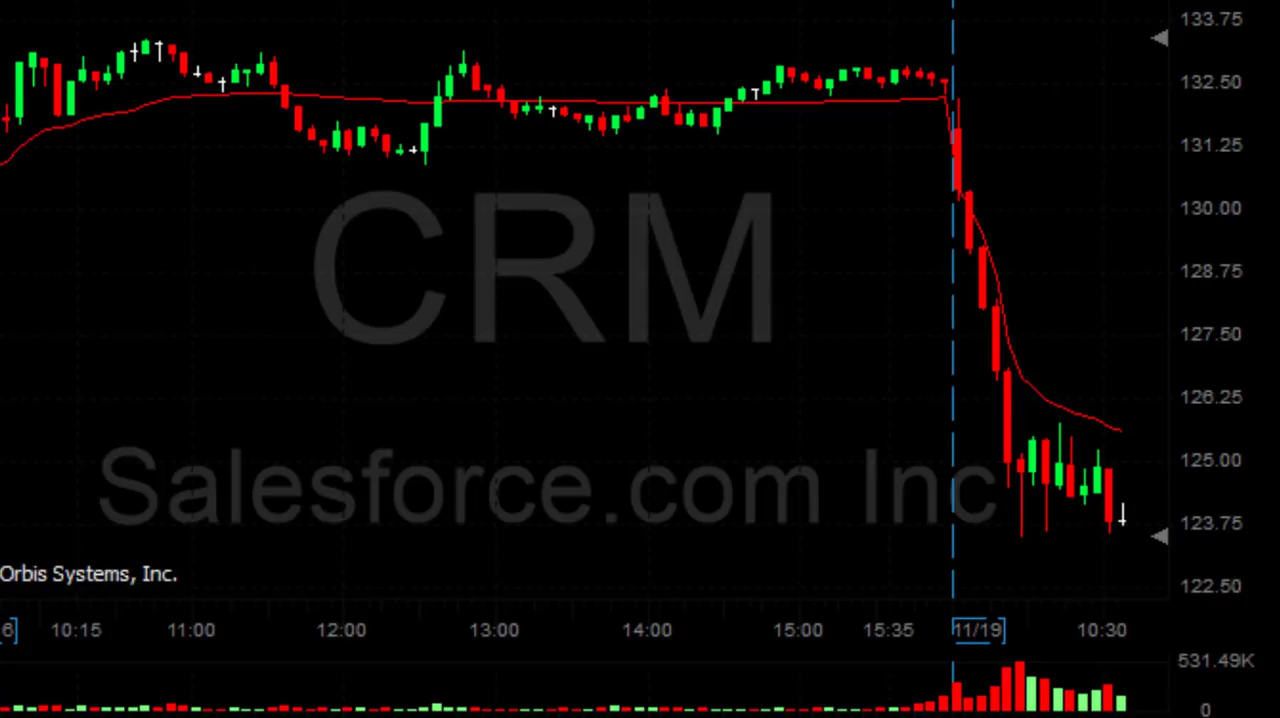 133.75
132.50
131.25
CRM
130.00
128.75
127.50
126.25
Salesforce.com Inc
125.00
123.75
Orbis Systems, Inc.
122.50
6] 10:15 11:00 12:00 13:00 14:00 15:00 15:35 [11/19] 10:30
531.49K
0